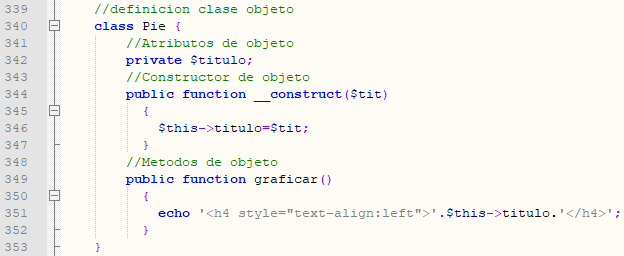 339 //definicion clase objeto
340 class Pie {
341 //Atributos de objeto
342 private $titulo;
343 //Constructor de objeto
344 public function __construct($tit)
345 {
346 $this->titulo=$tit;
347 }
348 //Metodos de objeto
349 public function graficar()
350 {
351 echo '<h4 style="text-align:left">'.$this->titulo.'</h4>';
352 }
353 }